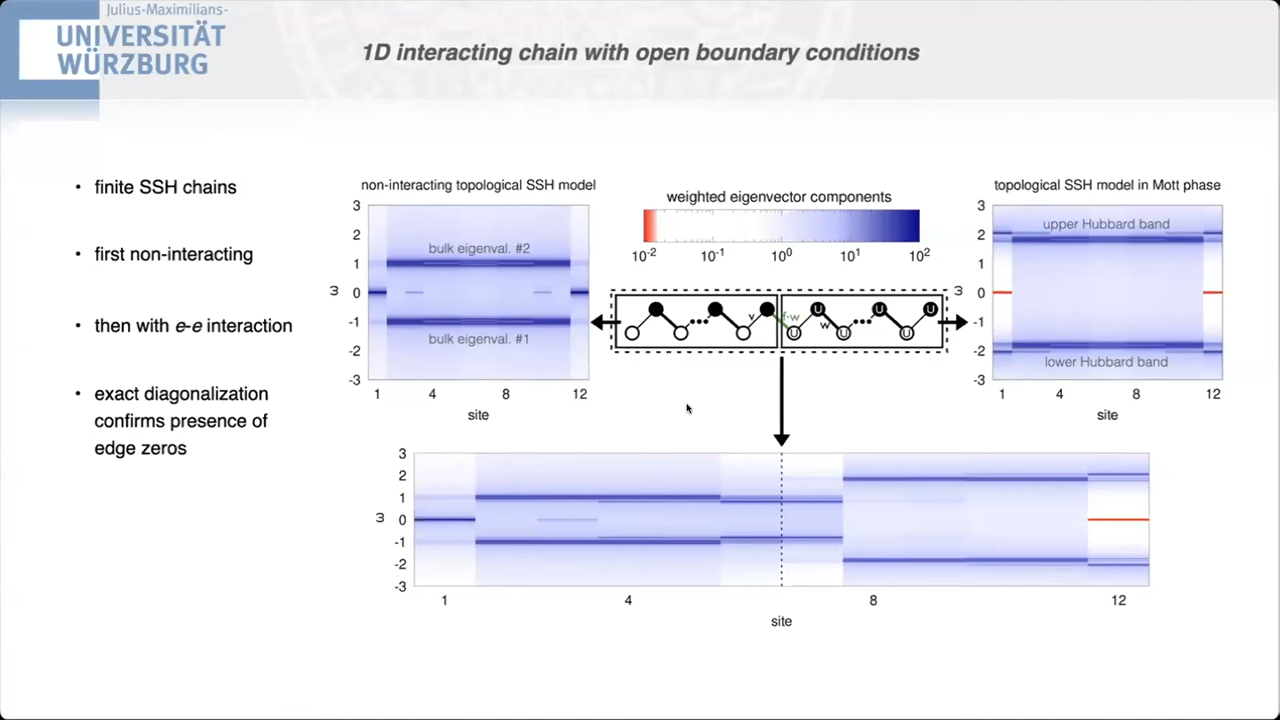 Julius-Maximilians-
UNIVERSITÄT
WÜRZBURG
1D interacting chain with open boundary conditions
• finite SSH chains
• first non-interacting
• then with e-e interaction
• exact diagonalization
confirms presence of
edge zeros
non-interacting topological SSH model
3
2
1
0
-1
-2
-3
ω
bulk eigenval. #2
bulk eigenval. #1
1 4 8 12
site
weighted eigenvector components
10-2 10-1 100 101 102
v f·w w
U U U U U U
topological SSH model in Mott phase
3
2
1
0
-1
-2
-3
ω
upper Hubbard band
lower Hubbard band
1 4 8 12
site
3
2
1
0
-1
-2
-3
ω
1 4 8 12
site